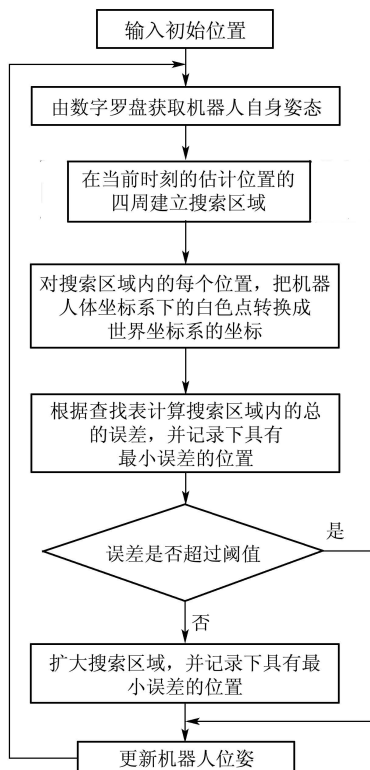 输入初始位置
由数字罗盘获取机器人自身姿态
在当前时刻的估计位置的
四周建立搜索区域
对搜索区域内的每个位置，把机器
人体坐标系下的白色点转换成
世界坐标系的坐标
根据查找表计算搜索区域内的总
的误差，并记录下具有
最小误差的位置
误差是否超过阈值
是
否
扩大搜索区域，并记录下具有最
小误差的位置
更新机器人位姿